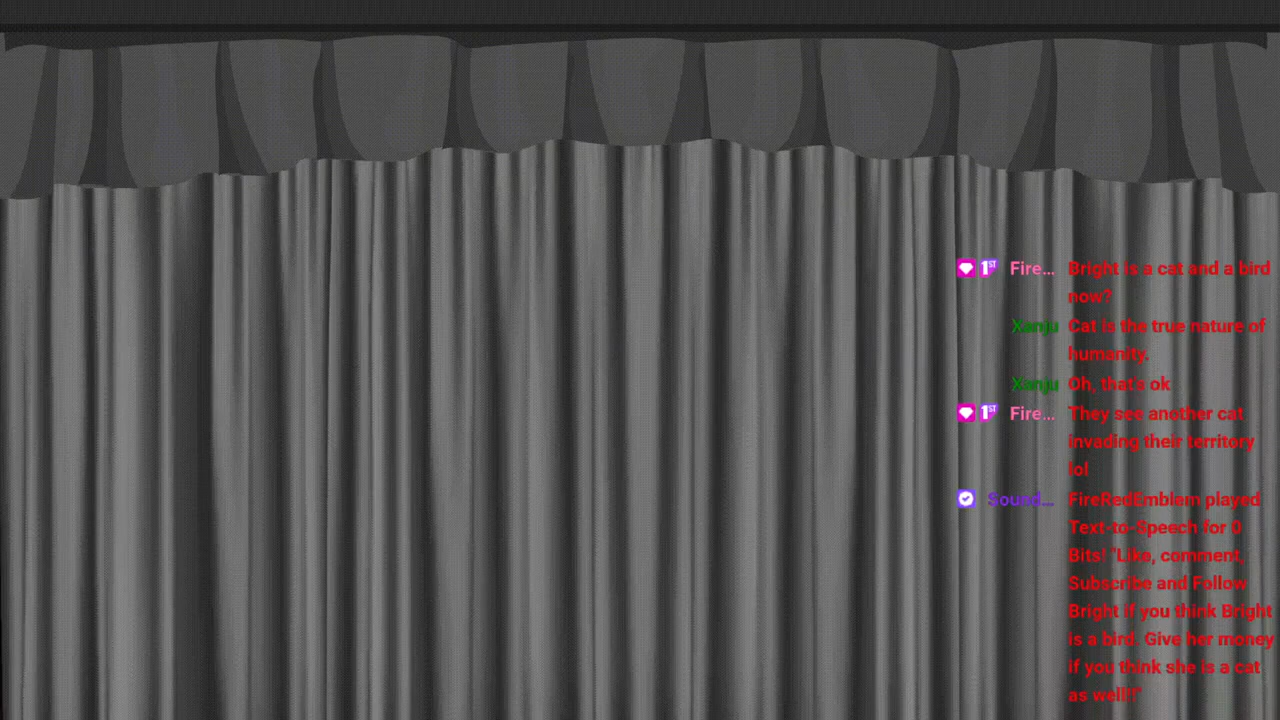 1ST Fire... Bright is a cat and a bird
now?
Xanju Cat is the true nature of
humanity.
Xanju Oh, that's ok
1ST Fire... They see another cat
invading their territory
lol
Sound... FireRedEmblem played
Text-to-Speech for 0
Bits! "Like, comment,
Subscribe and Follow
Bright if you think Bright
is a bird. Give her money
if you think she is a cat
as well!!"